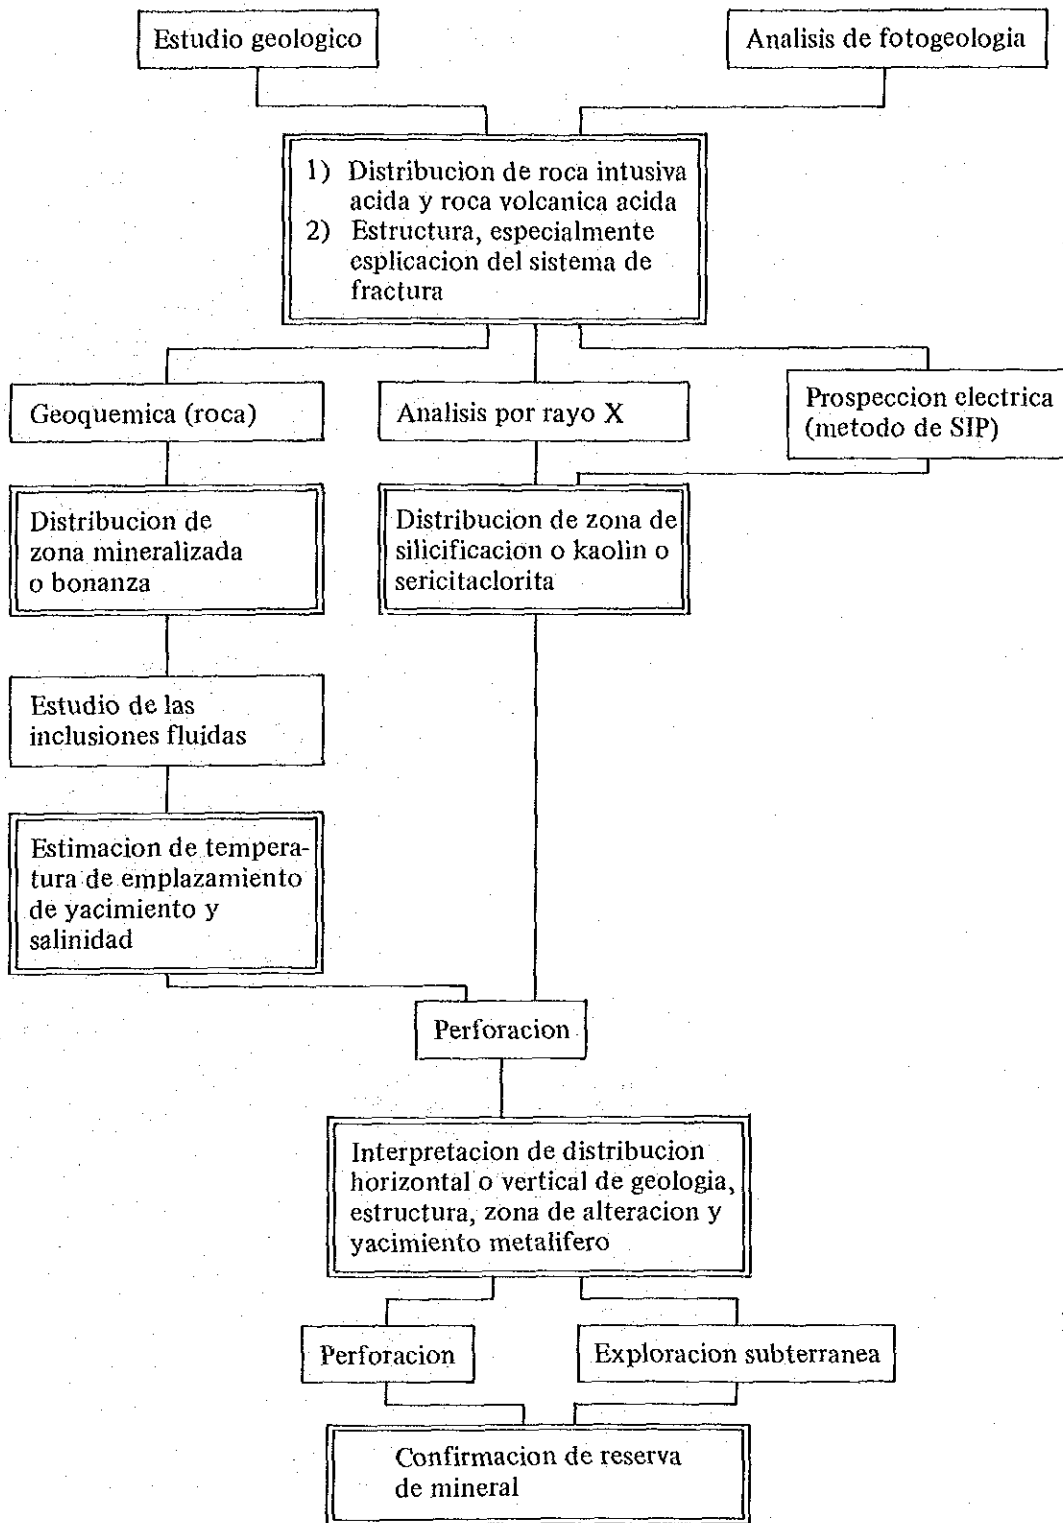 Estudio geologico
Analisis de fotogeologia
1) Distribucion de roca intusiva
acida y roca volcanica acida
2) Estructura, especialmente
esplicacion del sistema de
fractura
Geoquemica (roca)
Analisis por rayo X
Prospeccion electrica
(metodo de SIP)
Distribucion de
zona mineralizada
o bonanza
Distribucion de zona de
silicificacion o kaolin o
sericitaclorita
Estudio de las
inclusiones fluidas
Estimacion de tempera-
tura de emplazamiento
de yacimiento y
salinidad
Perforacion
Interpretacion de distribucion
horizontal o vertical de geologia,
estructura, zona de alteracion y
yacimiento metalifero
Perforacion
Exploracion subterranea
Confirmacion de reserva
de mineral